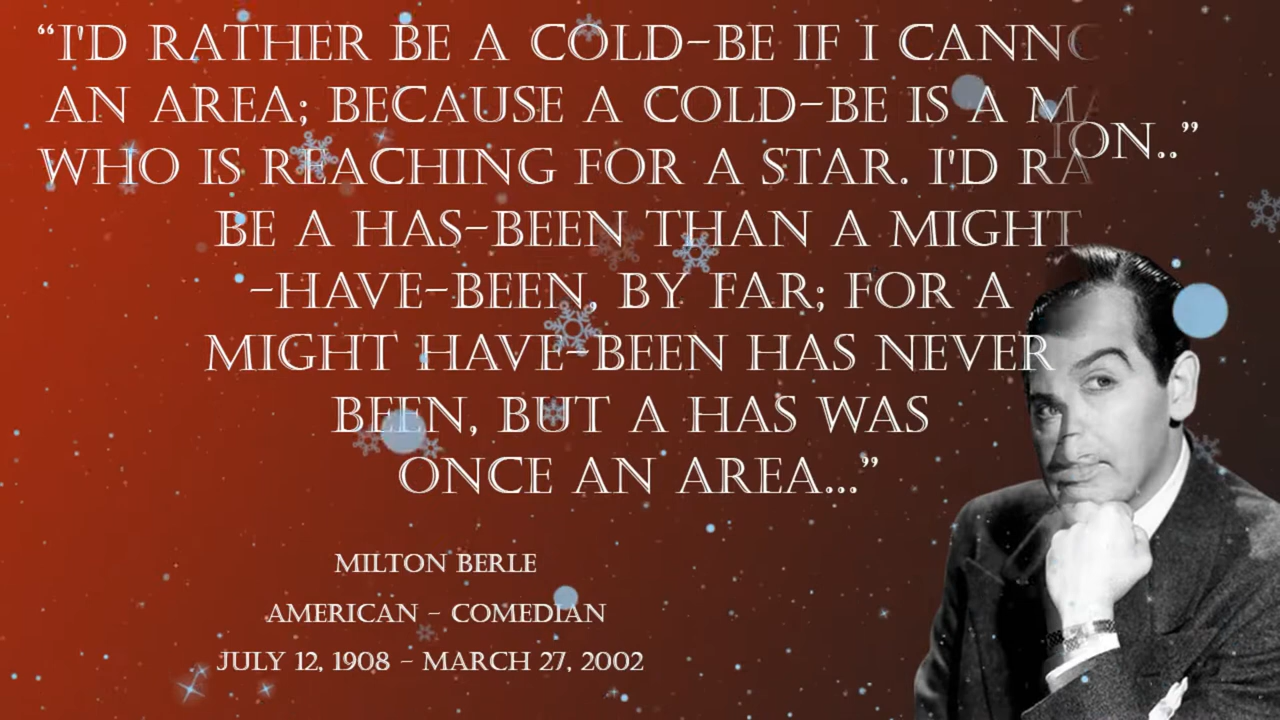 “I'D RATHER BE A COLD-BE IF I CANNO
AN AREA; BECAUSE A COLD-BE IS A MA
ION..”
WHO IS REACHING FOR A STAR. I'D RA
BE A HAS-BEEN THAN A MIGHT
-HAVE-BEEN, BY FAR; FOR A
MIGHT HAVE-BEEN HAS NEVER
BEEN, BUT A HAS WAS
ONCE AN AREA...”
MILTON BERLE
AMERICAN - COMEDIAN
JULY 12, 1908 - MARCH 27, 2002